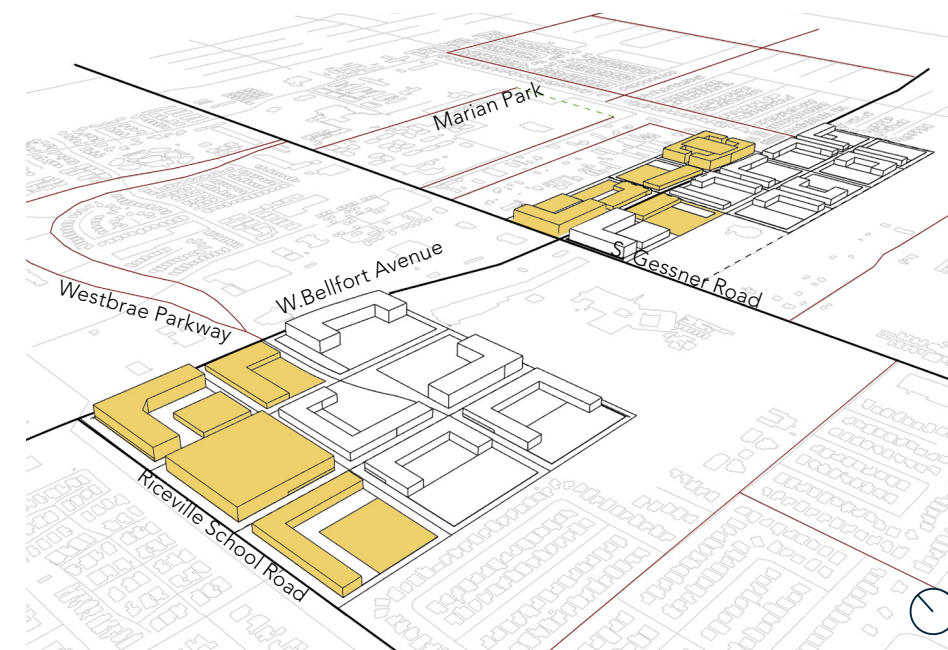 Marian Park
S. Gessner Road
W.Bellfort Avenue
Westbrae Parkway
Riceville School Road